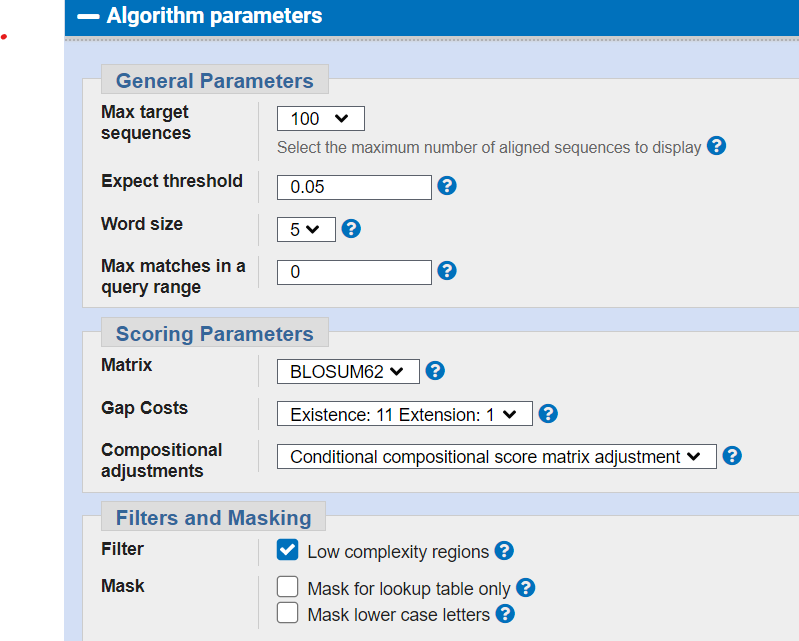 Algorithm parameters
General Parameters
Max target
sequences
100
Select the maximum number of aligned sequences to display ?
Expect threshold
0.05 ?
Word size
5 ?
Max matches in a
query range
0 ?
Scoring Parameters
Matrix
BLOSUM62 ?
Gap Costs
Existence: 11 Extension: 1 ?
Compositional
adjustments
Conditional compositional score matrix adjustment ?
Filters and Masking
Filter
Low complexity regions ?
Mask
Mask for lookup table only ?
Mask lower case letters ?